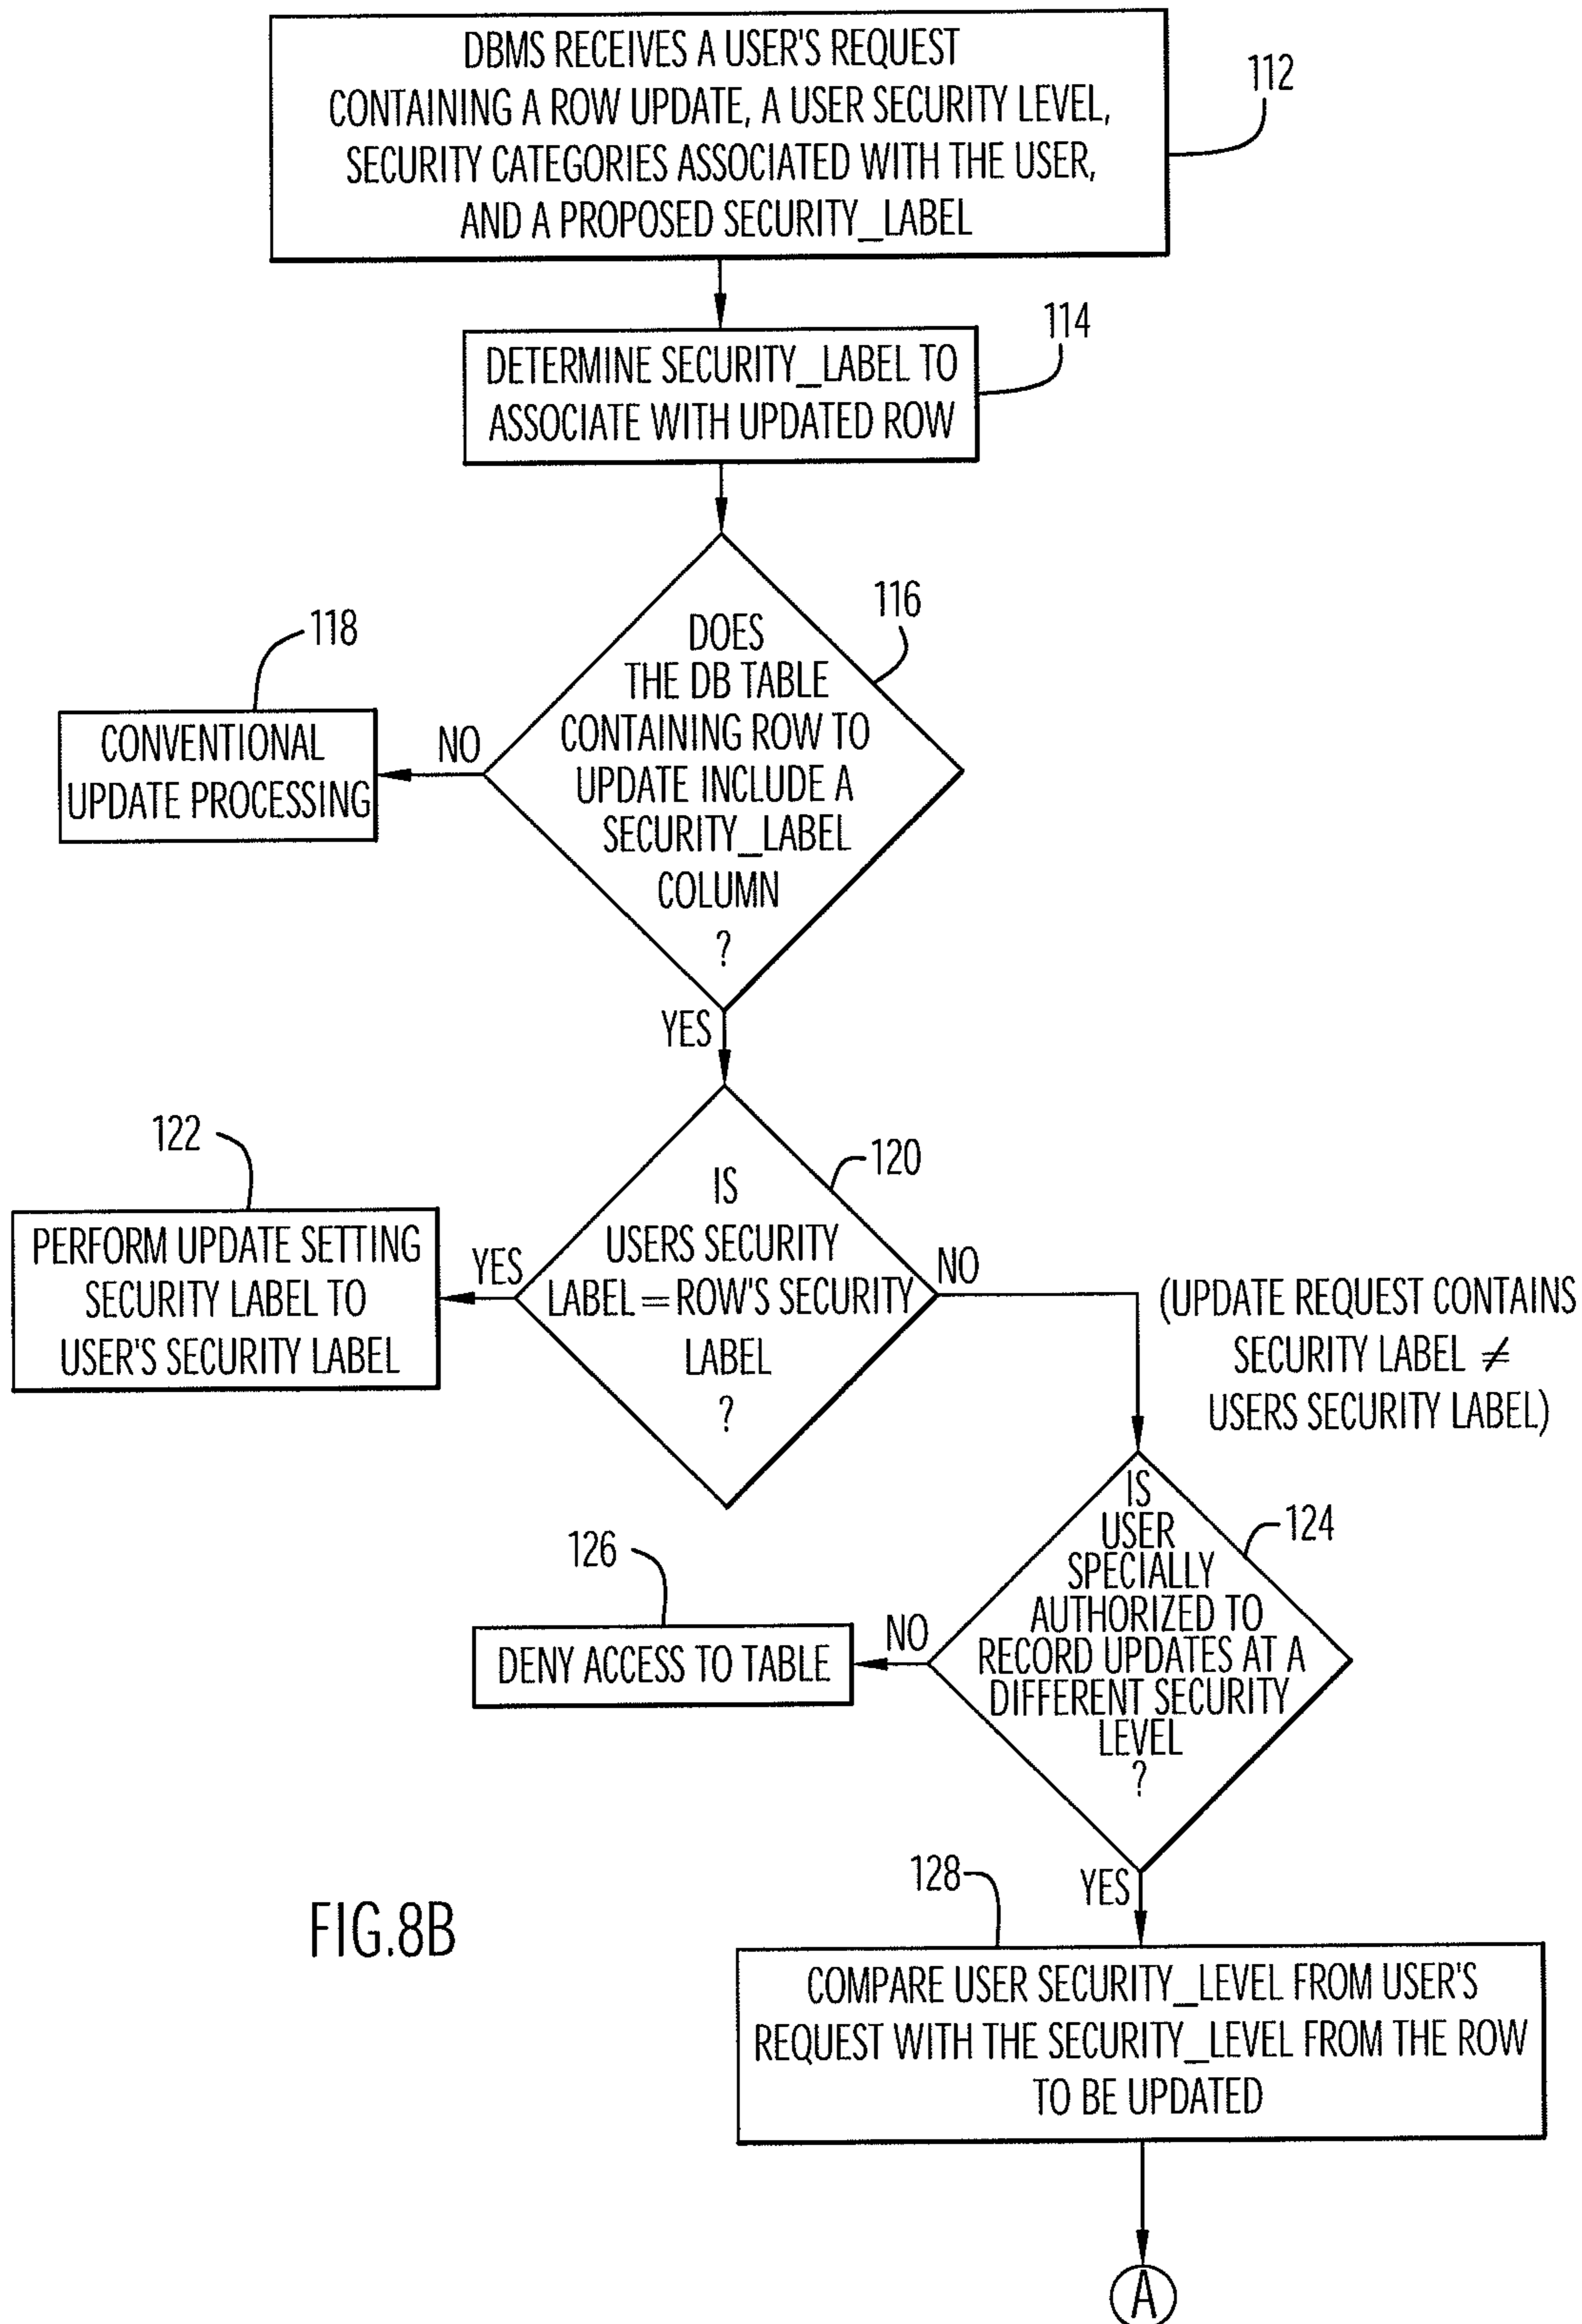 DBMS RECEIVES A USER'S REQUEST
CONTAINING A ROW UPDATE, A USER SECURITY LEVEL,
SECURITY CATEGORIES ASSOCIATED WITH THE USER,
AND A PROPOSED SECURITY_LABEL
112
DETERMINE SECURITY_LABEL TO
ASSOCIATE WITH UPDATED ROW
114
DOES
THE DB TABLE
CONTAINING ROW TO
UPDATE INCLUDE A
SECURITY_LABEL
COLUMN
?
116
118
CONVENTIONAL
UPDATE PROCESSING
NO
YES
IS
USERS SECURITY
LABEL=ROW'S SECURITY
LABEL
?
120
122
PERFORM UPDATE SETTING
SECURITY LABEL TO
USER'S SECURITY LABEL
YES
NO
(UPDATE REQUEST CONTAINS
SECURITY LABEL ≠
USERS SECURITY LABEL)
IS
USER
SPECIALLY
AUTHORIZED TO
RECORD UPDATES AT A
DIFFERENT SECURITY
LEVEL
?
124
126
DENY ACCESS TO TABLE
NO
YES
128
COMPARE USER SECURITY_LEVEL FROM USER'S
REQUEST WITH THE SECURITY_LEVEL FROM THE ROW
TO BE UPDATED
A
FIG.8B